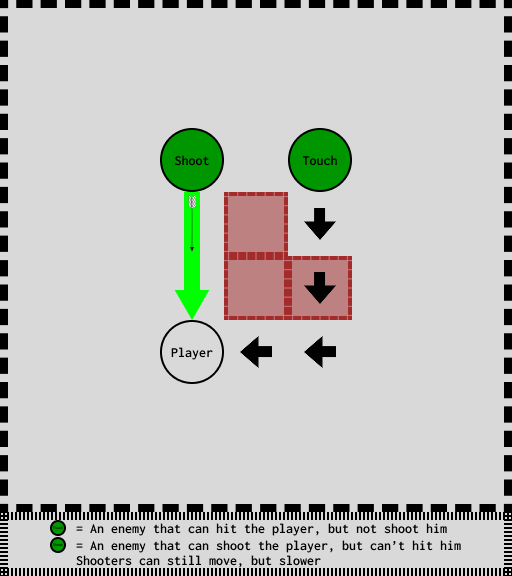 Shoot
Touch
Player
= An enemy that can hit the player, but not shoot him
= An enemy that can shoot the player, but can't hit him
Shooters can still move, but slower